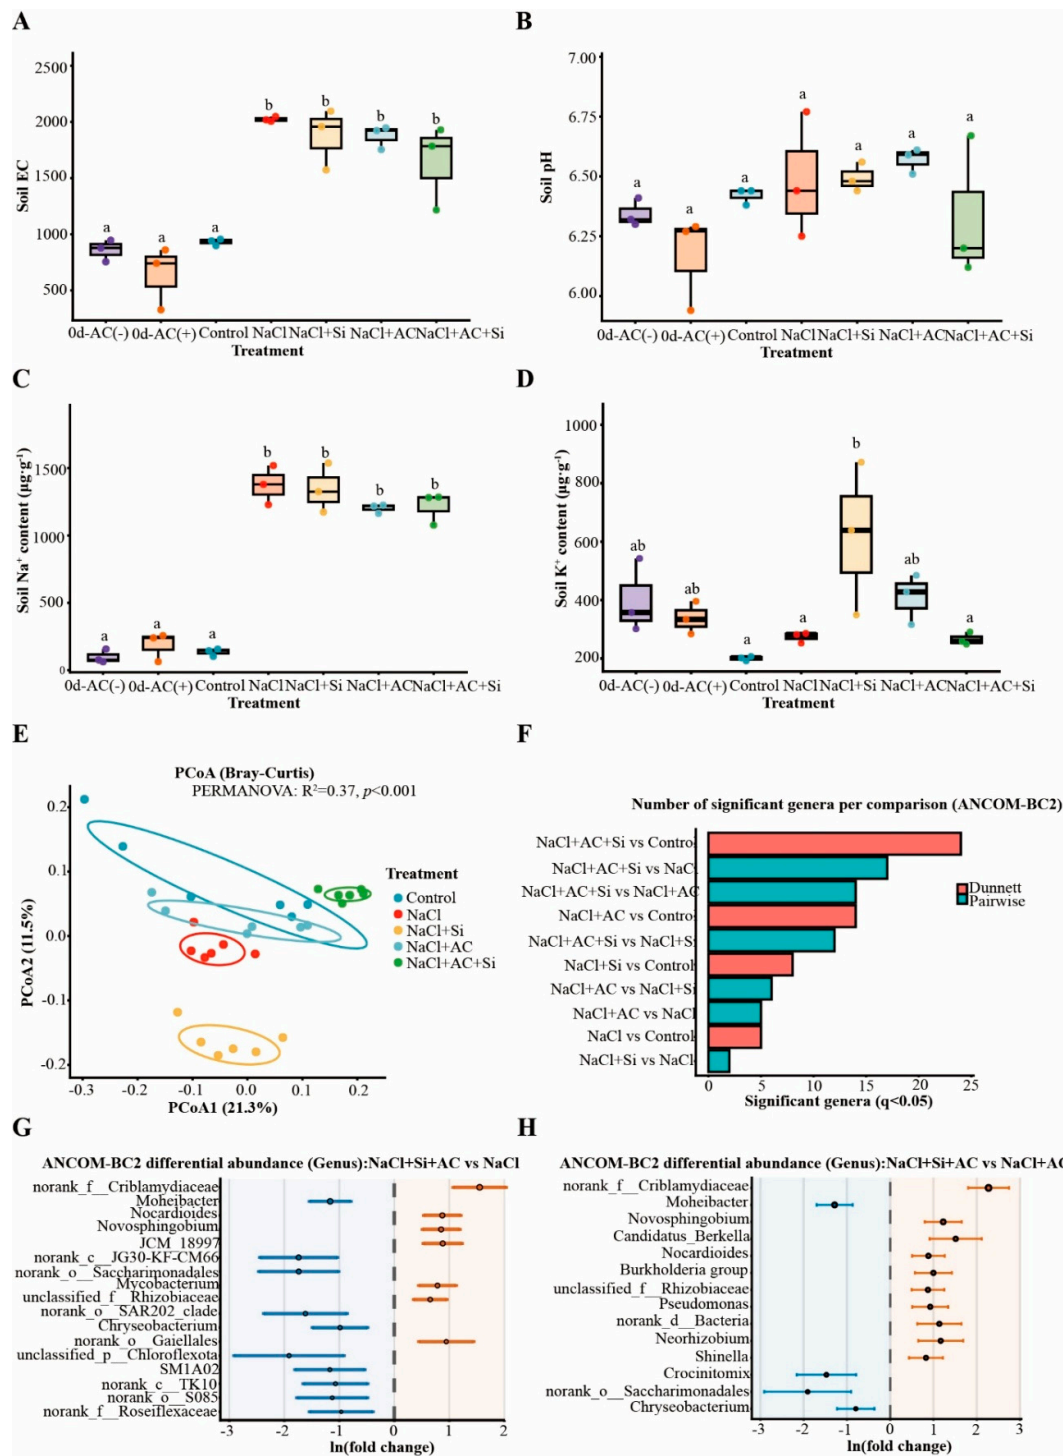 A
B
2500
2000
1500
1000
500
Soil EC
a
a
a
b
b
b
b
0d-AC(-) 0d-AC(+) Control NaCl NaCl+Si NaCl+AC NaCl+AC+Si
Treatment
7.00
6.75
6.50
6.25
6.00
Soil pH
a
a
a
a
a
a
a
0d-AC(-) 0d-AC(+) Control NaCl NaCl+Si NaCl+AC NaCl+AC+Si
Treatment
C
D
1500
1000
500
0
Soil Na⁺ content (μg·g⁻¹)
a
a
a
b
b
b
b
0d-AC(-) 0d-AC(+) Control NaCl NaCl+Si NaCl+AC NaCl+AC+Si
Treatment
1000
800
600
400
200
Soil K⁺ content (μg·g⁻¹)
ab
ab
a
a
b
ab
a
0d-AC(-) 0d-AC(+) Control NaCl NaCl+Si NaCl+AC NaCl+AC+Si
Treatment
E
F
PCoA (Bray-Curtis)
PERMANOVA: R²=0.37, p<0.001
0.2
0.1
0.0
-0.1
-0.2
PCoA2 (11.5%)
-0.3 -0.2 -0.1 0.0 0.1 0.2
PCoA1 (21.3%)
Treatment
Control
NaCl
NaCl+Si
NaCl+AC
NaCl+AC+Si
Number of significant genera per comparison (ANCOM-BC2)
NaCl+AC+Si vs Control
NaCl+AC+Si vs NaCl
NaCl+AC+Si vs NaCl+AC
NaCl+AC vs Control
NaCl+AC+Si vs NaCl+Si
NaCl+Si vs Control
NaCl+AC vs NaCl+Si
NaCl+AC vs NaCl
NaCl vs Control
NaCl+Si vs NaCl
0 5 10 15 20 25
Significant genera (q<0.05)
Dunnett
Pairwise
G
H
ANCOM-BC2 differential abundance (Genus):NaCl+Si+AC vs NaCl
norank_f__Criblamydiaceae
Moheibacter
Nocardioides
Novosphingobium
JCM_18997
norank_c__JG30-KF-CM66
norank_o__Saccharimonadales
Mycobacterium
unclassified_f__Rhizobiaceae
norank_o__SAR202_clade
Chryseobacterium
norank_o__Gaiellales
unclassified_p__Chloroflexota
SM1A02
norank_c__TK10
norank_o__S085
norank_f__Roseiflexaceae
-3 -2 -1 0 1 2
ln(fold change)
ANCOM-BC2 differential abundance (Genus):NaCl+Si+AC vs NaCl+AC
norank_f__Criblamydiaceae
Moheibacter
Novosphingobium
Candidatus_Berkella
Nocardioides
Burkholderia group
unclassified_f__Rhizobiaceae
Pseudomonas
norank_d__Bacteria
Neorhizobium
Shinella
Crocinitomix
norank_o__Saccharimonadales
Chryseobacterium
-3 -2 -1 0 1 2 3
ln(fold change)